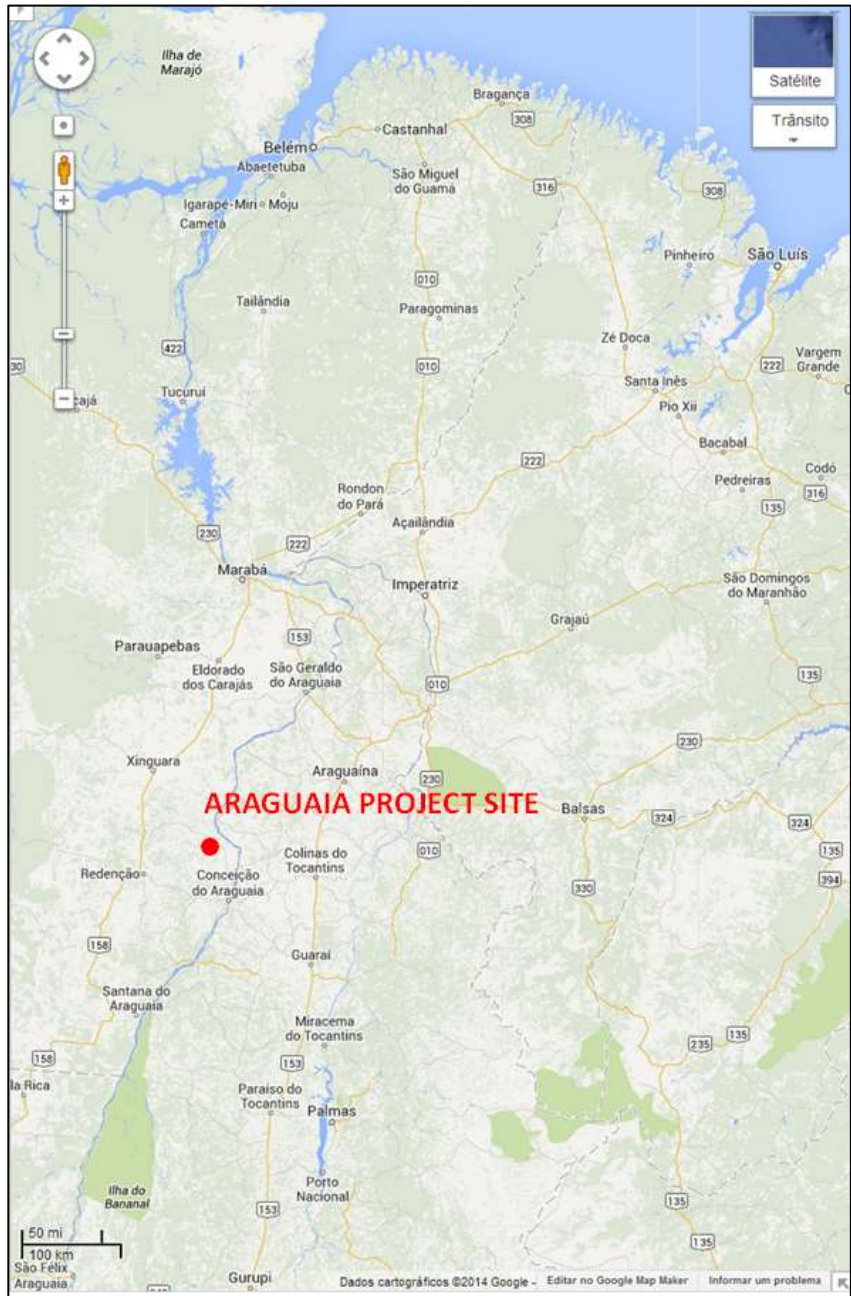 Ilha de
Marajó
Satélite
Trânsito
Bragança
308
Castanhal
Belém
Abaetetuba
São Miguel
do Guamá
316
308
Igarapé-Miri
Moju
Cametá
Pinheiro
São Luís
010
Tailândia
Paragominas
Zé Doca
422
010
30
222
Vargem
Grande
Tucuruí
Santa Inês
cajá
Pio Xii
Bacabal
222
Codó
Rondon
do Pará
Pedreiras
316
135
Açailândia
230
222
Marabá
Imperatriz
São Domingos
do Maranhão
Grajaú
153
Parauapebas
Eldorado
dos Carajás
São Geraldo
do Araguaia
135
010
230
Xinguara
Araguaína
230
ARAGUAIA PROJECT SITE
Balsas
324
324
Colinas do
Tocantins
010
135
Redenção
Conceição
do Araguaia
394
330
158
Guaraí
Santana do
Araguaia
Miracema
do Tocantins
135
235
158
153
la Rica
Paraíso do
Tocantins
Palmas
Ilha do
Bananal
Porto
Nacional
153
50 mi
135
100 km
São Félix
Araguaia
Gurupi
135
Dados cartográficos ©2014 Google -
Editar no Google Map Maker
Informar um problema